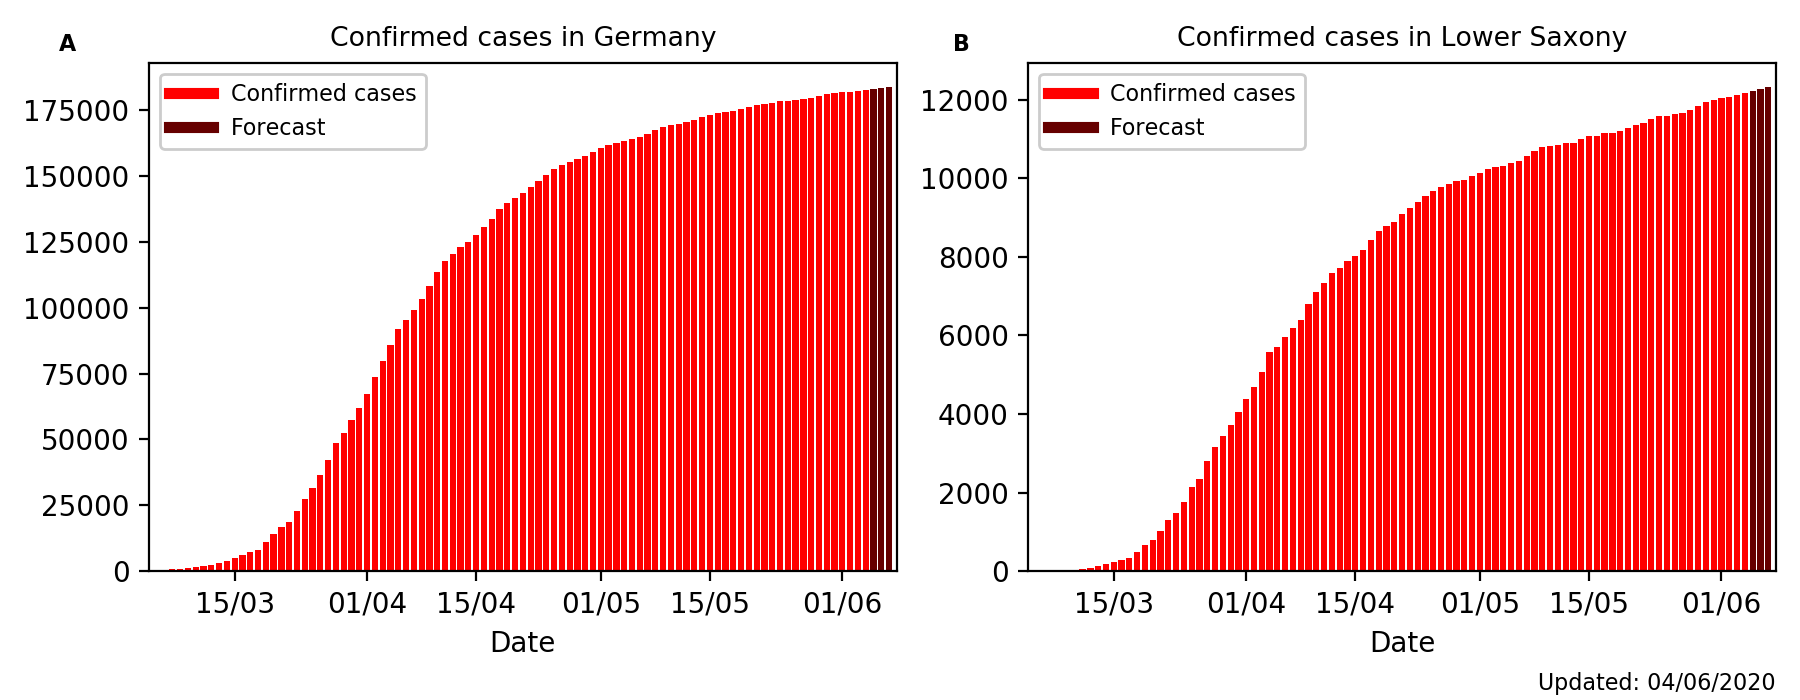 A
Confirmed cases in Germany
Confirmed cases
Forecast
175000
150000
125000
100000
75000
50000
25000
0
15/03 01/04 15/04 01/05 15/05 01/06
Date
B
Confirmed cases in Lower Saxony
Confirmed cases
Forecast
12000
10000
8000
6000
4000
2000
0
15/03 01/04 15/04 01/05 15/05 01/06
Date
Updated: 04/06/2020